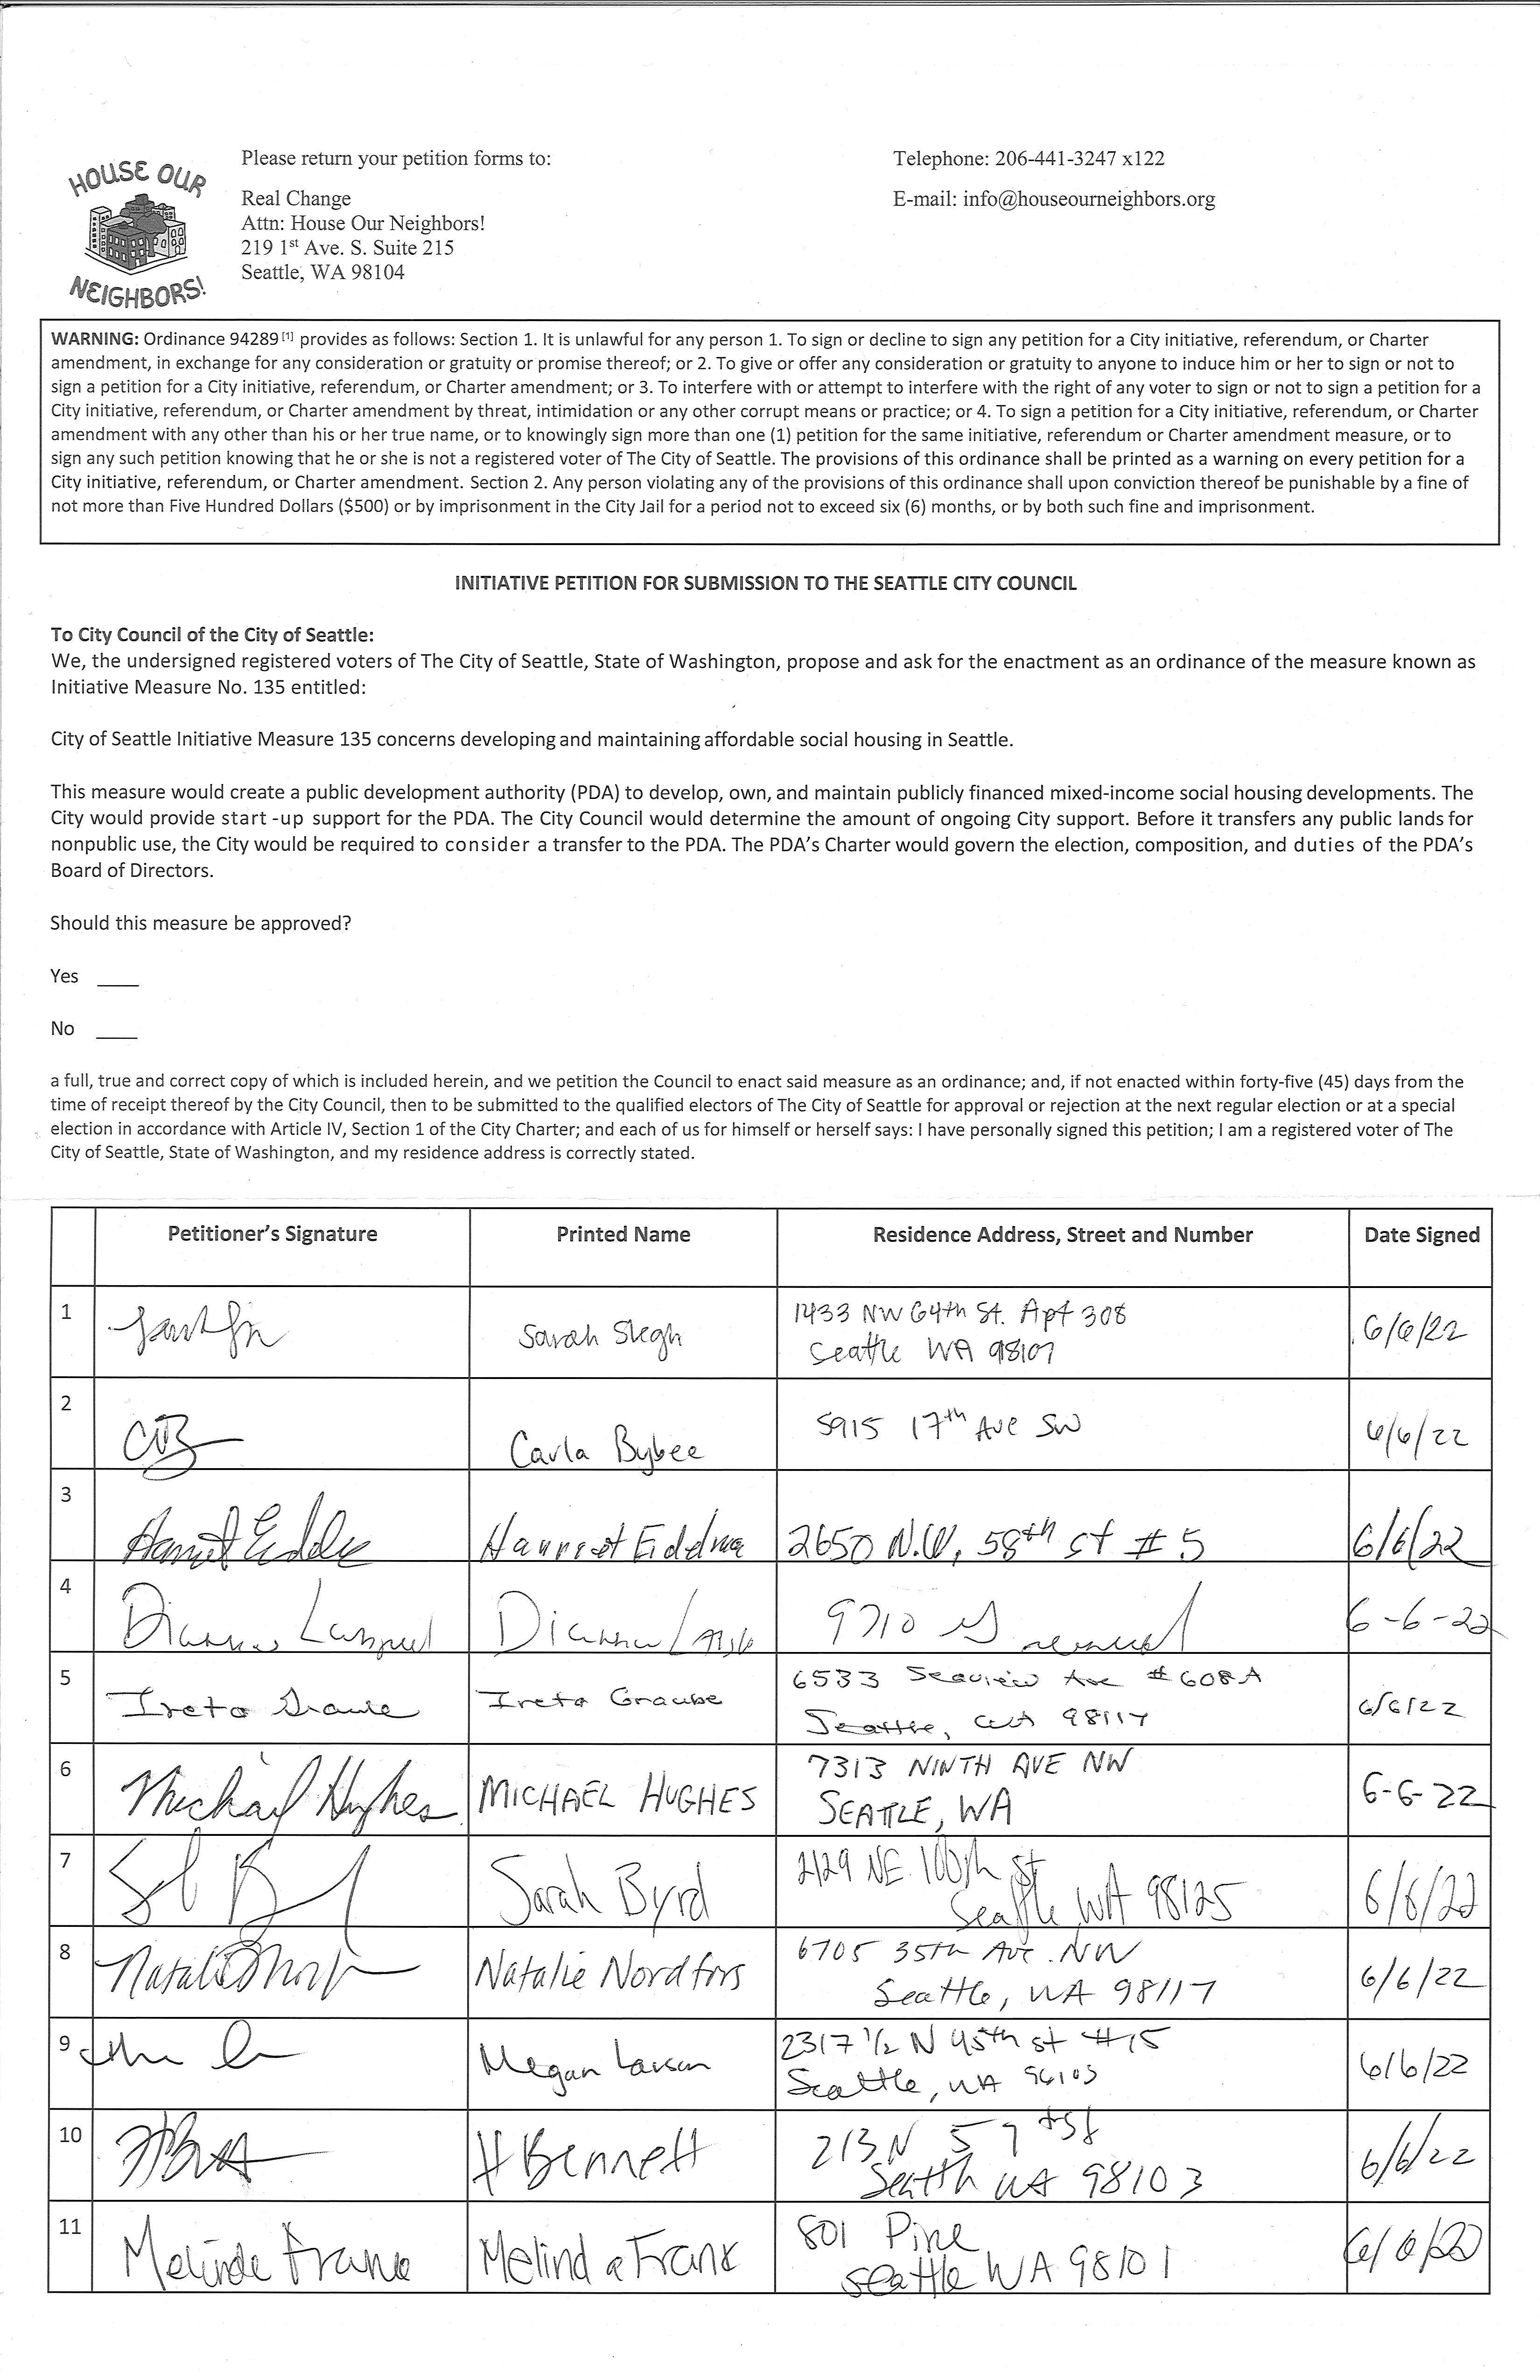 HOUSE OUR
NEIGHBORS!
Please return your petition forms to:
Real Change
Attn: House Our Neighbors!
219 1st Ave. S. Suite 215
Seattle, WA 98104
Telephone: 206-441-3247 x122
E-mail: info@houseourneighbors.org
WARNING: Ordinance 94289 [1] provides as follows: Section 1. It is unlawful for any person 1. To sign or decline to sign any petition for a City initiative, referendum, or Charter
amendment, in exchange for any consideration or gratuity or promise thereof; or 2. To give or offer any consideration or gratuity to anyone to induce him or her to sign or not to
sign a petition for a City initiative, referendum, or Charter amendment; or 3. To interfere with or attempt to interfere with the right of any voter to sign or not to sign a petition for a
City initiative, referendum, or Charter amendment by threat, intimidation or any other corrupt means or practice; or 4. To sign a petition for a City initiative, referendum, or Charter
amendment with any other than his or her true name, or to knowingly sign more than one (1) petition for the same initiative, referendum or Charter amendment measure, or to
sign any such petition knowing that he or she is not a registered voter of The City of Seattle. The provisions of this ordinance shall be printed as a warning on every petition for a
City initiative, referendum, or Charter amendment. Section 2. Any person violating any of the provisions of this ordinance shall upon conviction thereof be punishable by a fine of
not more than Five Hundred Dollars ($500) or by imprisonment in the City Jail for a period not to exceed six (6) months, or by both such fine and imprisonment.
INITIATIVE PETITION FOR SUBMISSION TO THE SEATTLE CITY COUNCIL
To City Council of the City of Seattle:
We, the undersigned registered voters of The City of Seattle, State of Washington, propose and ask for the enactment as an ordinance of the measure known as
Initiative Measure No. 135 entitled:
City of Seattle Initiative Measure 135 concerns developing and maintaining affordable social housing in Seattle.
This measure would create a public development authority (PDA) to develop, own, and maintain publicly financed mixed-income social housing developments. The
City would provide start -up support for the PDA. The City Council would determine the amount of ongoing City support. Before it transfers any public lands for
nonpublic use, the City would be required to consider a transfer to the PDA. The PDA's Charter would govern the election, composition, and duties of the PDA's
Board of Directors.
Should this measure be approved?
Yes ____
No ____
a full, true and correct copy of which is included herein, and we petition the Council to enact said measure as an ordinance; and, if not enacted within forty-five (45) days from the
time of receipt thereof by the City Council, then to be submitted to the qualified electors of The City of Seattle for approval or rejection at the next regular election or at a special
election in accordance with Article IV, Section 1 of the City Charter; and each of us for himself or herself says: I have personally signed this petition; I am a registered voter of The
City of Seattle, State of Washington, and my residence address is correctly stated.
Petitioner's Signature Printed Name Residence Address, Street and Number Date Signed
1 Sarah 1433 NW 64th St. Apt 308 6/6/22
Seattle WA 98107
2 Carla Bybee 5915 17th Ave SW 6/6/22
3 Harriet 2650 N.W. 58th St # 5 6/6/22
4 Dianna 9710 6-6-22
5 Ireto Graube Ireto Graube 6533 Seaview Ave # 608A 6/6/22
Seattle, WA 98117
6 Michael Hughes MICHAEL HUGHES 7313 NINTH AVE NW 6-6-22
SEATTLE, WA
7 Sarah Byrd 2129 NE 100th St 6/6/22
Seattle WA 98125
8 Natalie Nordfors 6705 35th Ave. NW 6/6/22
Seattle, WA 98117
9 Megan Larson 2317 1/2 N 45th St #15 6/6/22
Seattle, WA 98103
10 H Bennett 213 N 57 6/6/22
Seattle WA 98103
11 Melinda Frank Melinda Frank 801 Pine
Seattle WA 98101